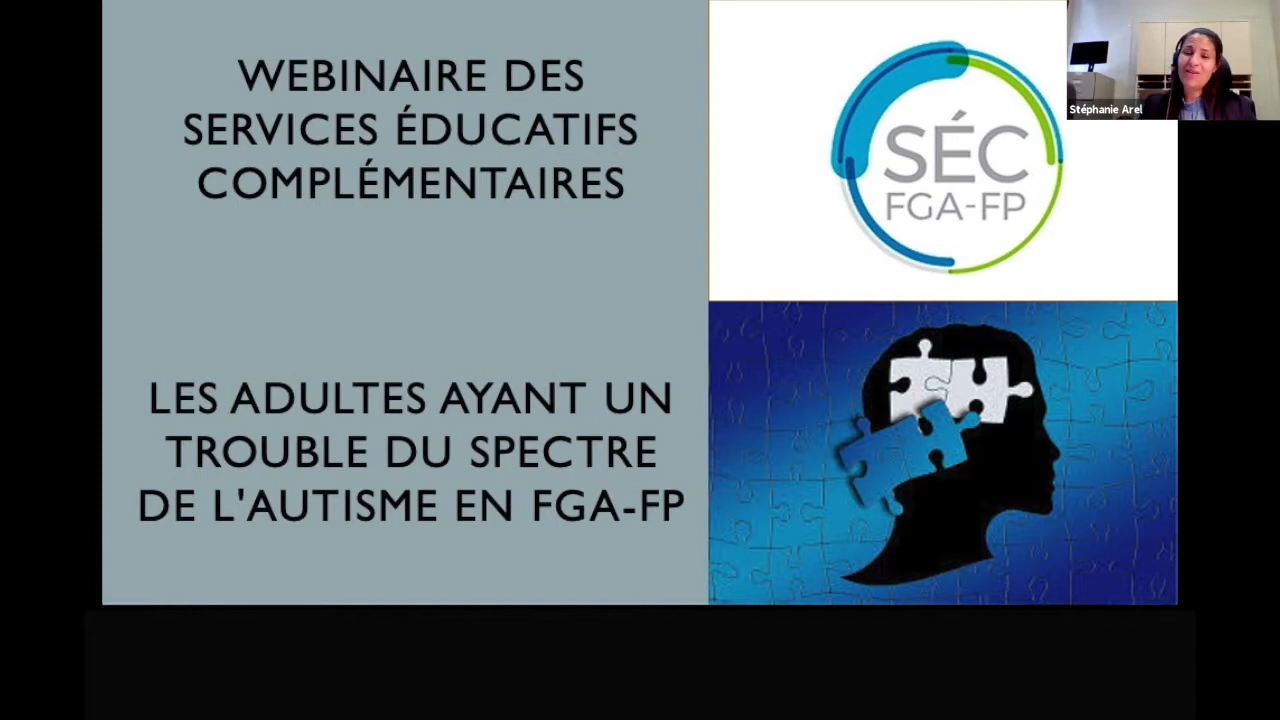 WEBINAIRE DES
SERVICES ÉDUCATIFS
COMPLÉMENTAIRES
LES ADULTES AYANT UN
TROUBLE DU SPECTRE
DE L'AUTISME EN FGA-FP
SÉC
FGA-FP
Stéphanie Arel